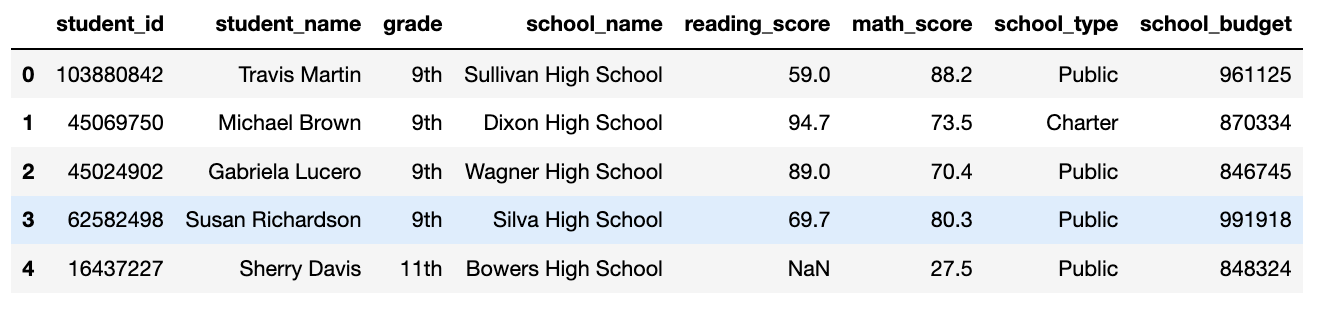 student_id student_name grade school_name reading_score math_score school_type school_budget
0 103880842 Travis Martin 9th Sullivan High School 59.0 88.2 Public 961125
1 45069750 Michael Brown 9th Dixon High School 94.7 73.5 Charter 870334
2 45024902 Gabriela Lucero 9th Wagner High School 89.0 70.4 Public 846745
3 62582498 Susan Richardson 9th Silva High School 69.7 80.3 Public 991918
4 16437227 Sherry Davis 11th Bowers High School NaN 27.5 Public 848324